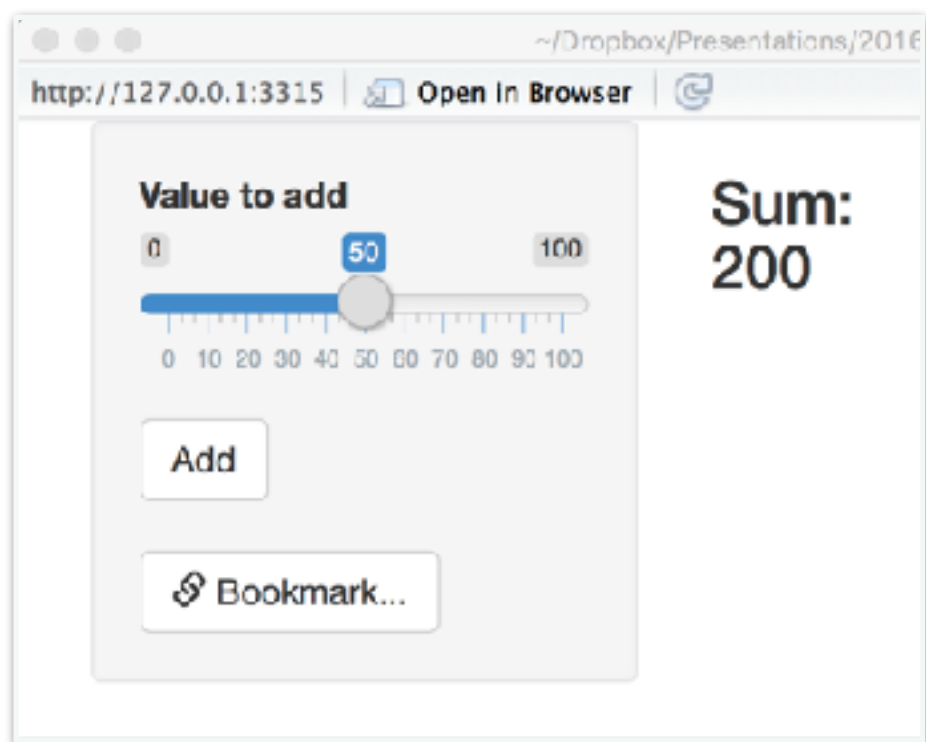 ~/Dropbox/Presentations/2016
http://127.0.0.1:3315 Open in Browser
Value to add
0 50 100
0 10 20 30 40 50 60 70 80 90 100
Add
Bookmark...
Sum:
200